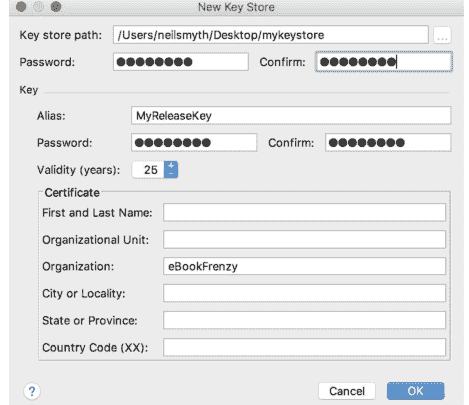 New Key Store
Key store path: /Users/neilsmyth/Desktop/mykeystore ...
Password: ●●●●●●●● Confirm: ●●●●●●●●
Key
Alias: MyReleaseKey
Password: ●●●●●●●● Confirm: ●●●●●●●●
Validity (years): 25
Certificate
First and Last Name:
Organizational Unit:
Organization: eBookFrenzy
City or Locality:
State or Province:
Country Code (XX):
? Cancel OK